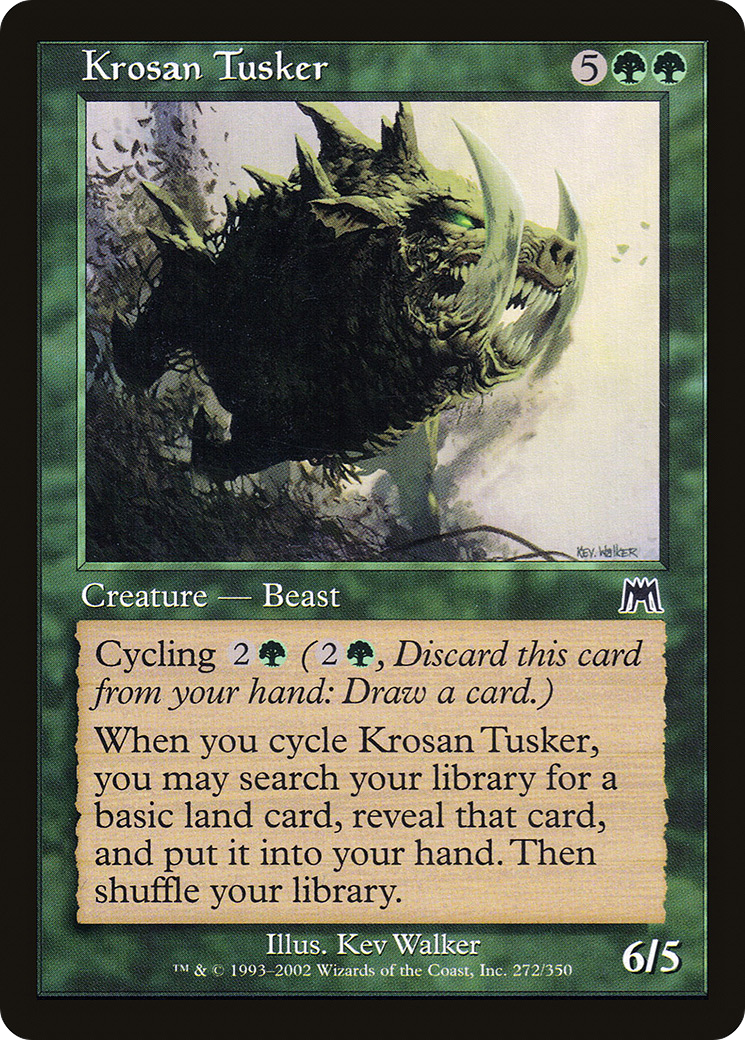 Krosan Tusker 5
KEV. WALKER
Creature — Beast
Cycling 2 (2, Discard this card
from your hand: Draw a card.)
When you cycle Krosan Tusker,
you may search your library for a
basic land card, reveal that card,
and put it into your hand. Then
shuffle your library.
Illus. Kev Walker
™ & © 1993–2002 Wizards of the Coast, Inc. 272/350
6/5